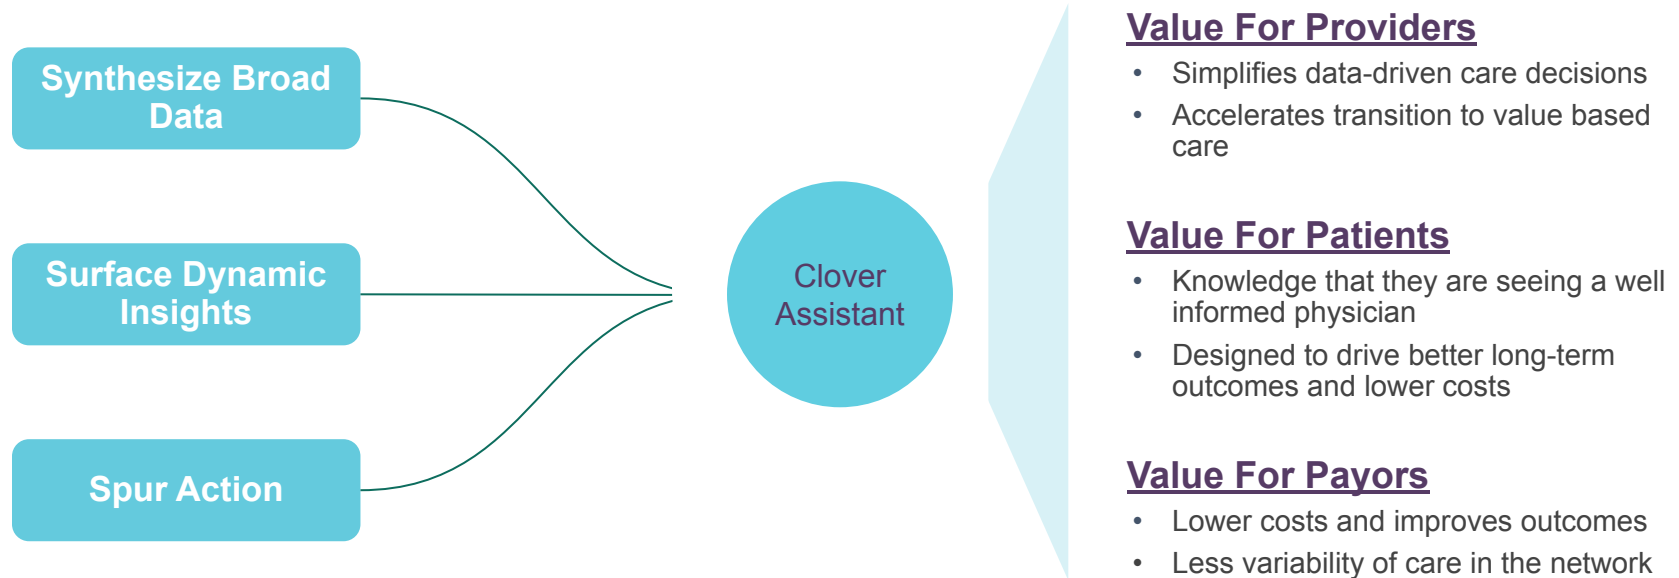 Synthesize Broad
Data
Surface Dynamic
Insights
Spur Action
Clover
Assistant
Value For Providers
• Simplifies data-driven care decisions
• Accelerates transition to value based
care
Value For Patients
• Knowledge that they are seeing a well
informed physician
• Designed to drive better long-term
outcomes and lower costs
Value For Payors
• Lower costs and improves outcomes
• Less variability of care in the network